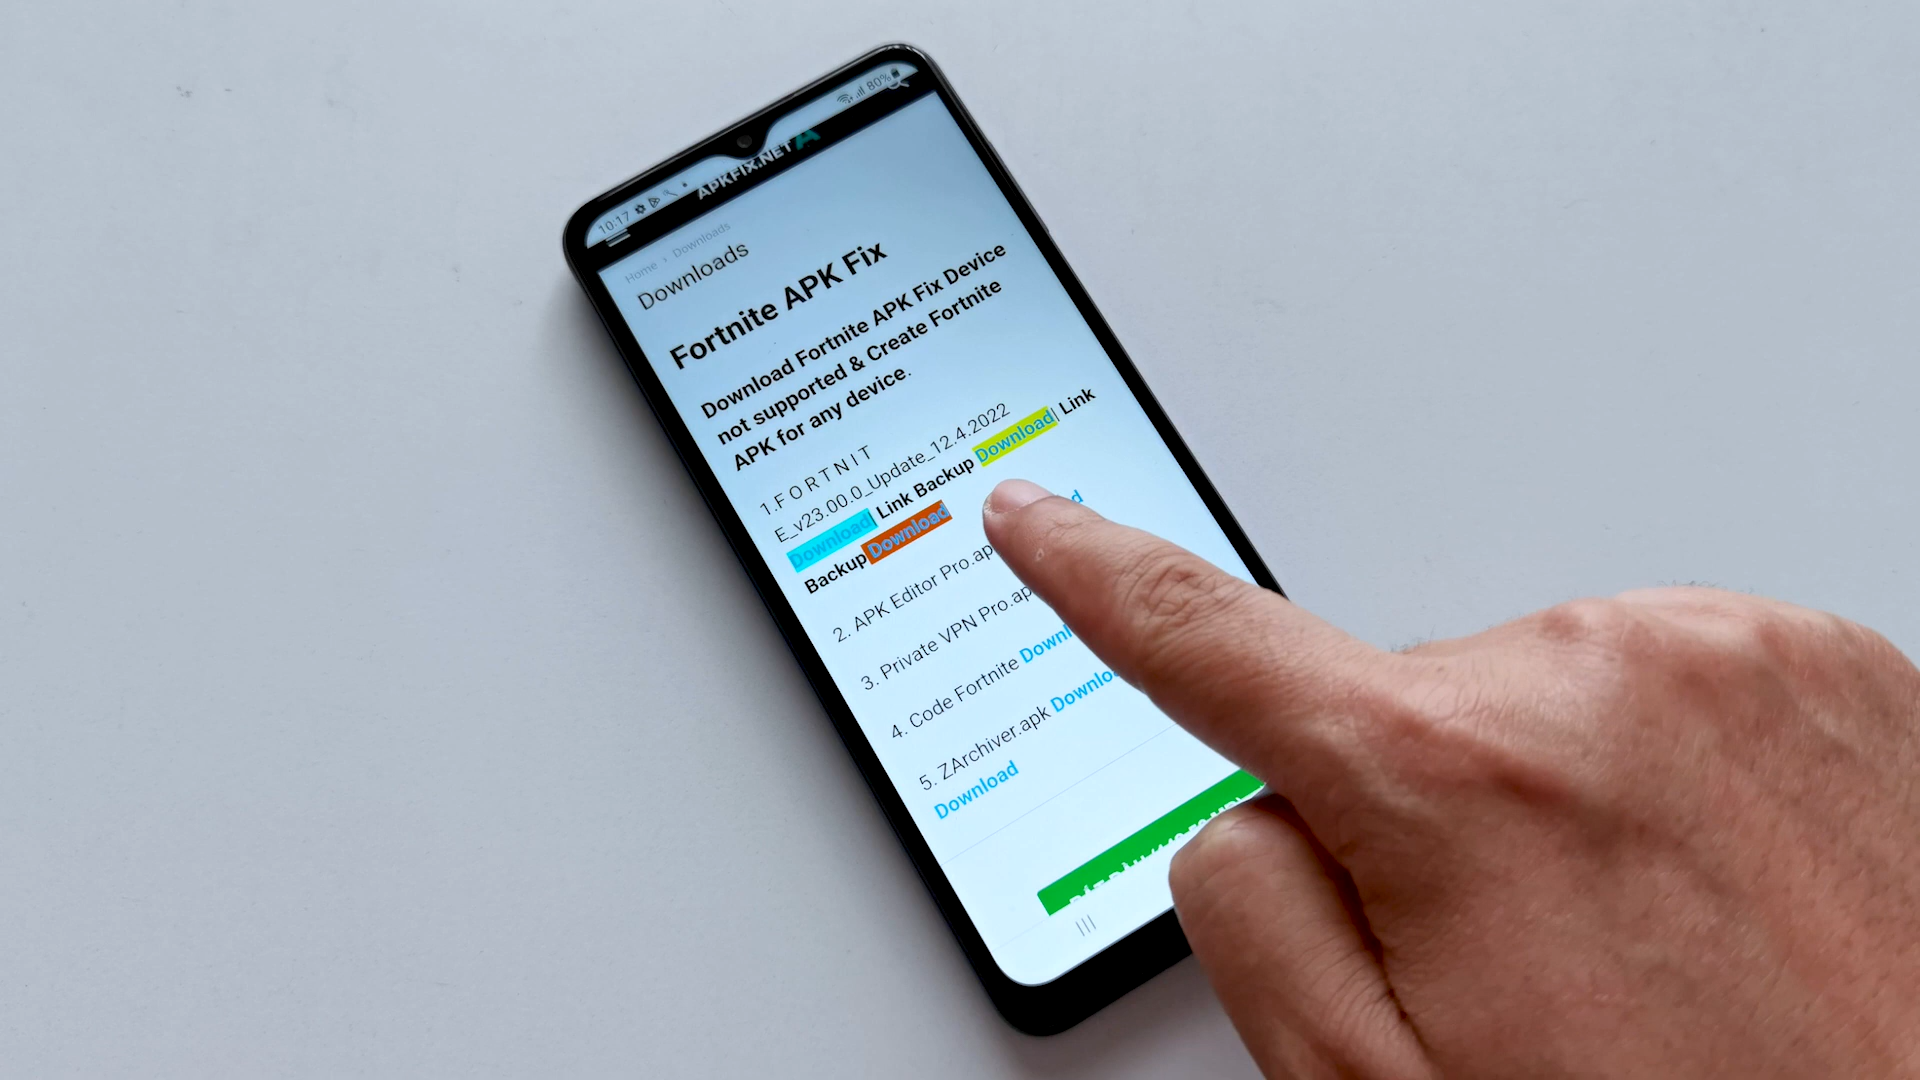 10:17
80%
APKFIX.NET
Home › Downloads
Downloads
Fortnite APK Fix
Download Fortnite APK Fix Device
not supported & Create Fortnite
APK for any device.
1.F O R T N I T
E_v23.00.0_Update_12.4.2022
Download| Link Backup Download| Link
Backup Download
2. APK Editor Pro.ap
3. Private VPN Pro.ap
4. Code Fortnite Downl
5. ZArchiver.apk Downlo
Download